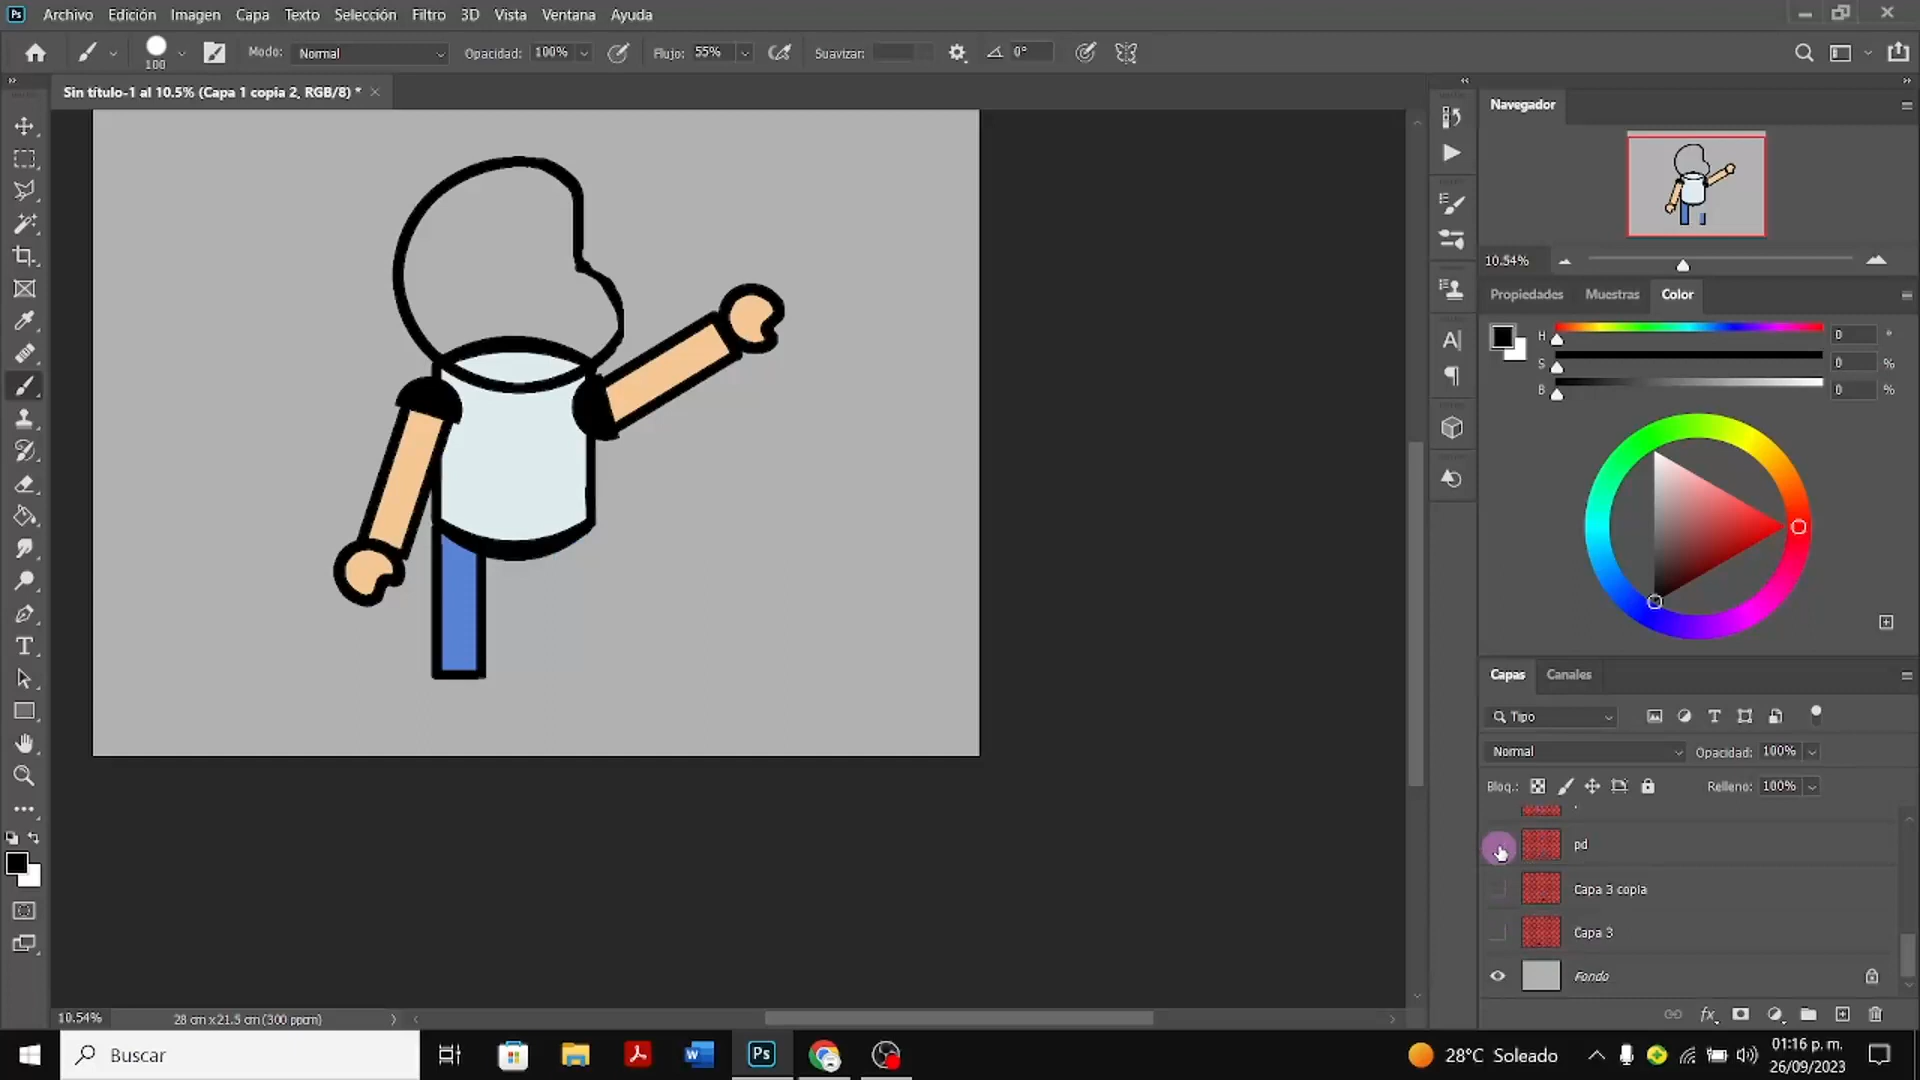 Ps Archivo Edición Imagen Capa Texto Selección Filtro 3D Vista Ventana Ayuda
100 Modo: Normal Opacidad: 100% Flujo: 55% Suavizar: 0°
Sin título-1 al 10.5% (Capa 1 copia 2, RGB/8) *
Navegador
10.54%
Propiedades Muestras Color
H 0 °
S 0 %
B 0 %
Capas Canales
Tipo
Normal Opacidad: 100%
Bloq.: Relleno: 100%
pd
Capa 3 copia
Capa 3
Fondo
10.54% 28 cm x 21.5 cm (300 ppcm)
Buscar
W
Ps
28°C Soleado
01:16 p. m.
26/09/2023